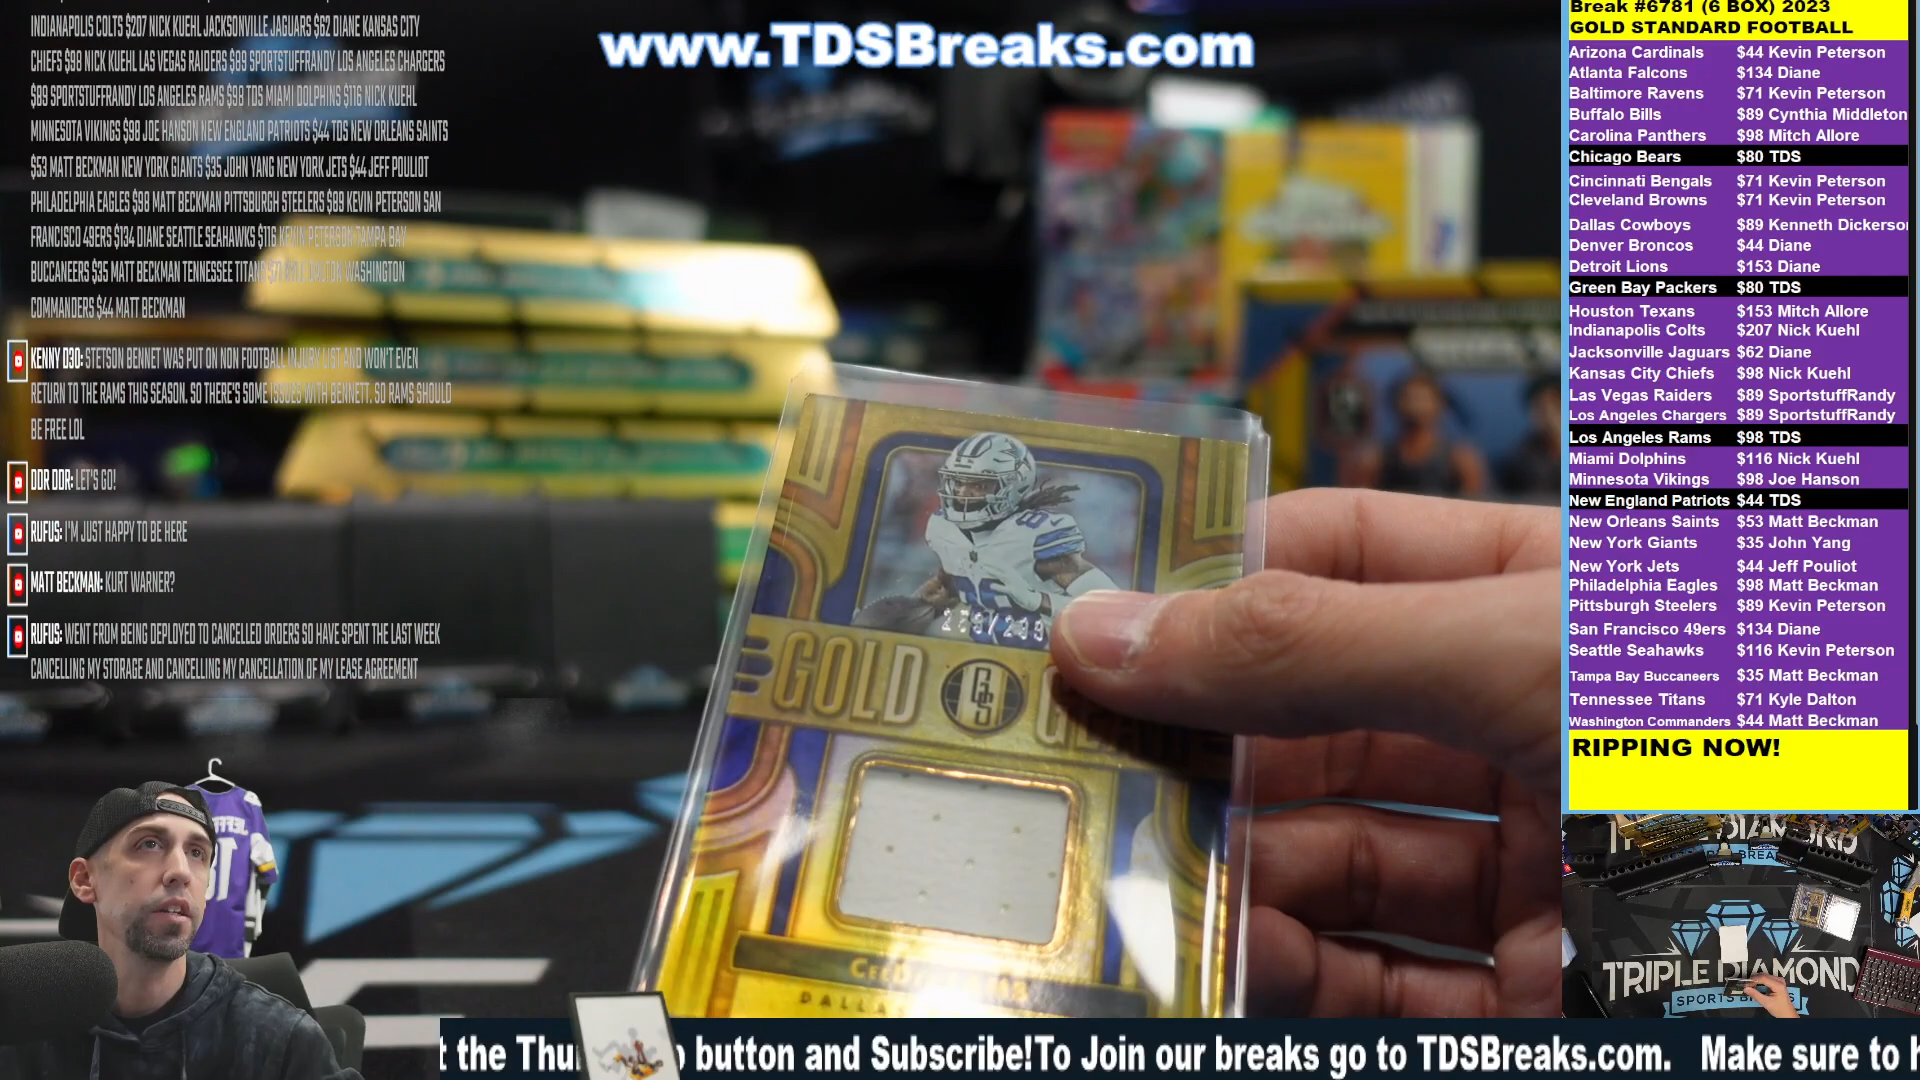 INDIANAPOLIS COLTS $207 NICK KUEHL JACKSONVILLE JAGUARS $62 DIANE KANSAS CITY
CHIEFS $98 NICK KUEHL LAS VEGAS RAIDERS $89 SPORTSTUFFRANDY LOS ANGELES CHARGERS
$89 SPORTSTUFFRANDY LOS ANGELES RAMS $98 TDS MIAMI DOLPHINS $116 NICK KUEHL
MINNESOTA VIKINGS $98 JOE HANSON NEW ENGLAND PATRIOTS $44 TDS NEW ORLEANS SAINTS
$53 MATT BECKMAN NEW YORK GIANTS $35 JOHN YANG NEW YORK JETS $44 JEFF POULIOT
PHILADELPHIA EAGLES $98 MATT BECKMAN PITTSBURGH STEELERS $89 KEVIN PETERSON SAN
FRANCISCO 49ERS $134 DIANE SEATTLE SEAHAWKS $116 KEVIN PETERSON TAMPA BAY
BUCCANEERS $35 MATT BECKMAN TENNESSEE TITANS $71 KYLE DALTON WASHINGTON
COMMANDERS $44 MATT BECKMAN
KENNY D30: STETSON BENNET WAS PUT ON NON FOOTBALL INJURY LIST AND WON'T EVEN
RETURN TO THE RAMS THIS SEASON. SO THERE'S SOME ISSUES WITH BENNETT. SO RAMS SHOULD
BE FREE LOL
DDR DDR: LET'S GO!
RUFUS: I'M JUST HAPPY TO BE HERE
MATT BECKMAN: KURT WARNER?
RUFUS: WENT FROM BEING DEPLOYED TO CANCELLED ORDERS SO HAVE SPENT THE LAST WEEK
CANCELLING MY STORAGE AND CANCELLING MY CANCELLATION OF MY LEASE AGREEMENT
www.TDSBreaks.com
GOLD GS
DALLA
Break #6781 (6 BOX) 2023
GOLD STANDARD FOOTBALL
Arizona Cardinals $44 Kevin Peterson
Atlanta Falcons $134 Diane
Baltimore Ravens $71 Kevin Peterson
Buffalo Bills $89 Cynthia Middleton
Carolina Panthers $98 Mitch Allore
Chicago Bears $80 TDS
Cincinnati Bengals $71 Kevin Peterson
Cleveland Browns $71 Kevin Peterson
Dallas Cowboys $89 Kenneth Dickerso
Denver Broncos $44 Diane
Detroit Lions $153 Diane
Green Bay Packers $80 TDS
Houston Texans $153 Mitch Allore
Indianapolis Colts $207 Nick Kuehl
Jacksonville Jaguars $62 Diane
Kansas City Chiefs $98 Nick Kuehl
Las Vegas Raiders $89 SportstuffRandy
Los Angeles Chargers $89 SportstuffRandy
Los Angeles Rams $98 TDS
Miami Dolphins $116 Nick Kuehl
Minnesota Vikings $98 Joe Hanson
New England Patriots $44 TDS
New Orleans Saints $53 Matt Beckman
New York Giants $35 John Yang
New York Jets $44 Jeff Pouliot
Philadelphia Eagles $98 Matt Beckman
Pittsburgh Steelers $89 Kevin Peterson
San Francisco 49ers $134 Diane
Seattle Seahawks $116 Kevin Peterson
Tampa Bay Buccaneers $35 Matt Beckman
Tennessee Titans $71 Kyle Dalton
Washington Commanders $44 Matt Beckman
RIPPING NOW!
TRIPLE DIAMOND
SPORTS BREAKS
t the Thu button and Subscribe!To Join our breaks go to TDSBreaks.com. Make sure to h